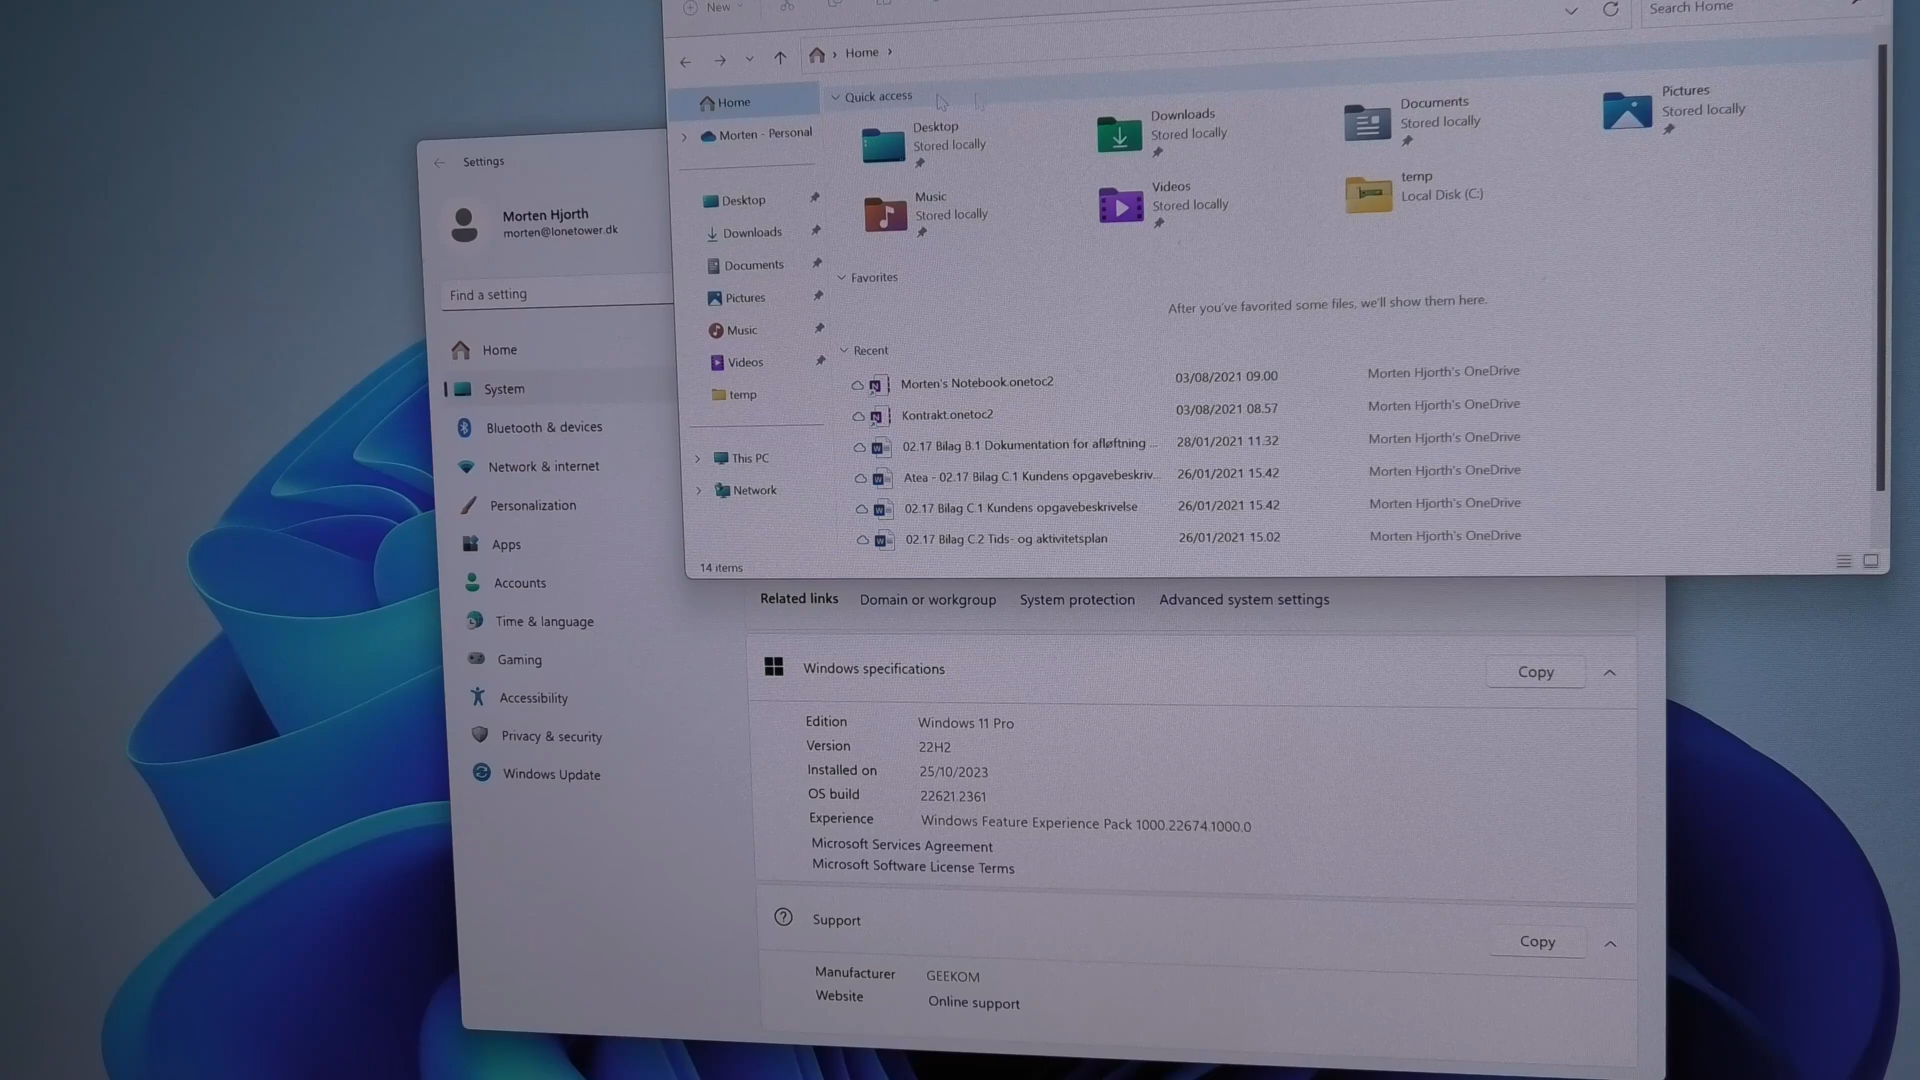 New
Search Home
Home
Home
Morten - Personal
Desktop
Downloads
Documents
Pictures
Music
Videos
temp
This PC
Network
14 items
Quick access
Desktop
Stored locally
Downloads
Stored locally
Documents
Stored locally
Pictures
Stored locally
Music
Stored locally
Videos
Stored locally
temp
Local Disk (C:)
Favorites
After you've favorited some files, we'll show them here.
Recent
Morten's Notebook.onetoc2 03/08/2021 09.00 Morten Hjorth's OneDrive
Kontrakt.onetoc2 03/08/2021 08.57 Morten Hjorth's OneDrive
02.17 Bilag B.1 Dokumentation for afløftning ... 28/01/2021 11.32 Morten Hjorth's OneDrive
Atea - 02.17 Bilag C.1 Kundens opgavebeskriv... 26/01/2021 15.42 Morten Hjorth's OneDrive
02.17 Bilag C.1 Kundens opgavebeskrivelse 26/01/2021 15.42 Morten Hjorth's OneDrive
02.17 Bilag C.2 Tids- og aktivitetsplan 26/01/2021 15.02 Morten Hjorth's OneDrive
Settings
Morten Hjorth
morten@lonetower.dk
Find a setting
Home
System
Bluetooth & devices
Network & internet
Personalization
Apps
Accounts
Time & language
Gaming
Accessibility
Privacy & security
Windows Update
Related links Domain or workgroup System protection Advanced system settings
Windows specifications Copy
Edition Windows 11 Pro
Version 22H2
Installed on 25/10/2023
OS build 22621.2361
Experience Windows Feature Experience Pack 1000.22674.1000.0
Microsoft Services Agreement
Microsoft Software License Terms
Support Copy
Manufacturer GEEKOM
Website Online support